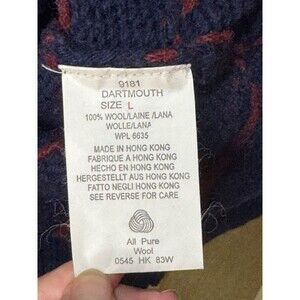 9181
DARTMOUTH
SIZE L
100% WOOL/LAINE/LANA
WOLLE/LANA
WPL 6635
MADE IN HONG KONG
FABRIQUE A HONG KONG
HECHO EN HONG KONG
HERGESTELLT AUS HONG KONG
FATTO NEGLI HONG KONG
SEE REVERSE FOR CARE
All Pure
Wool
0545 HK 83W